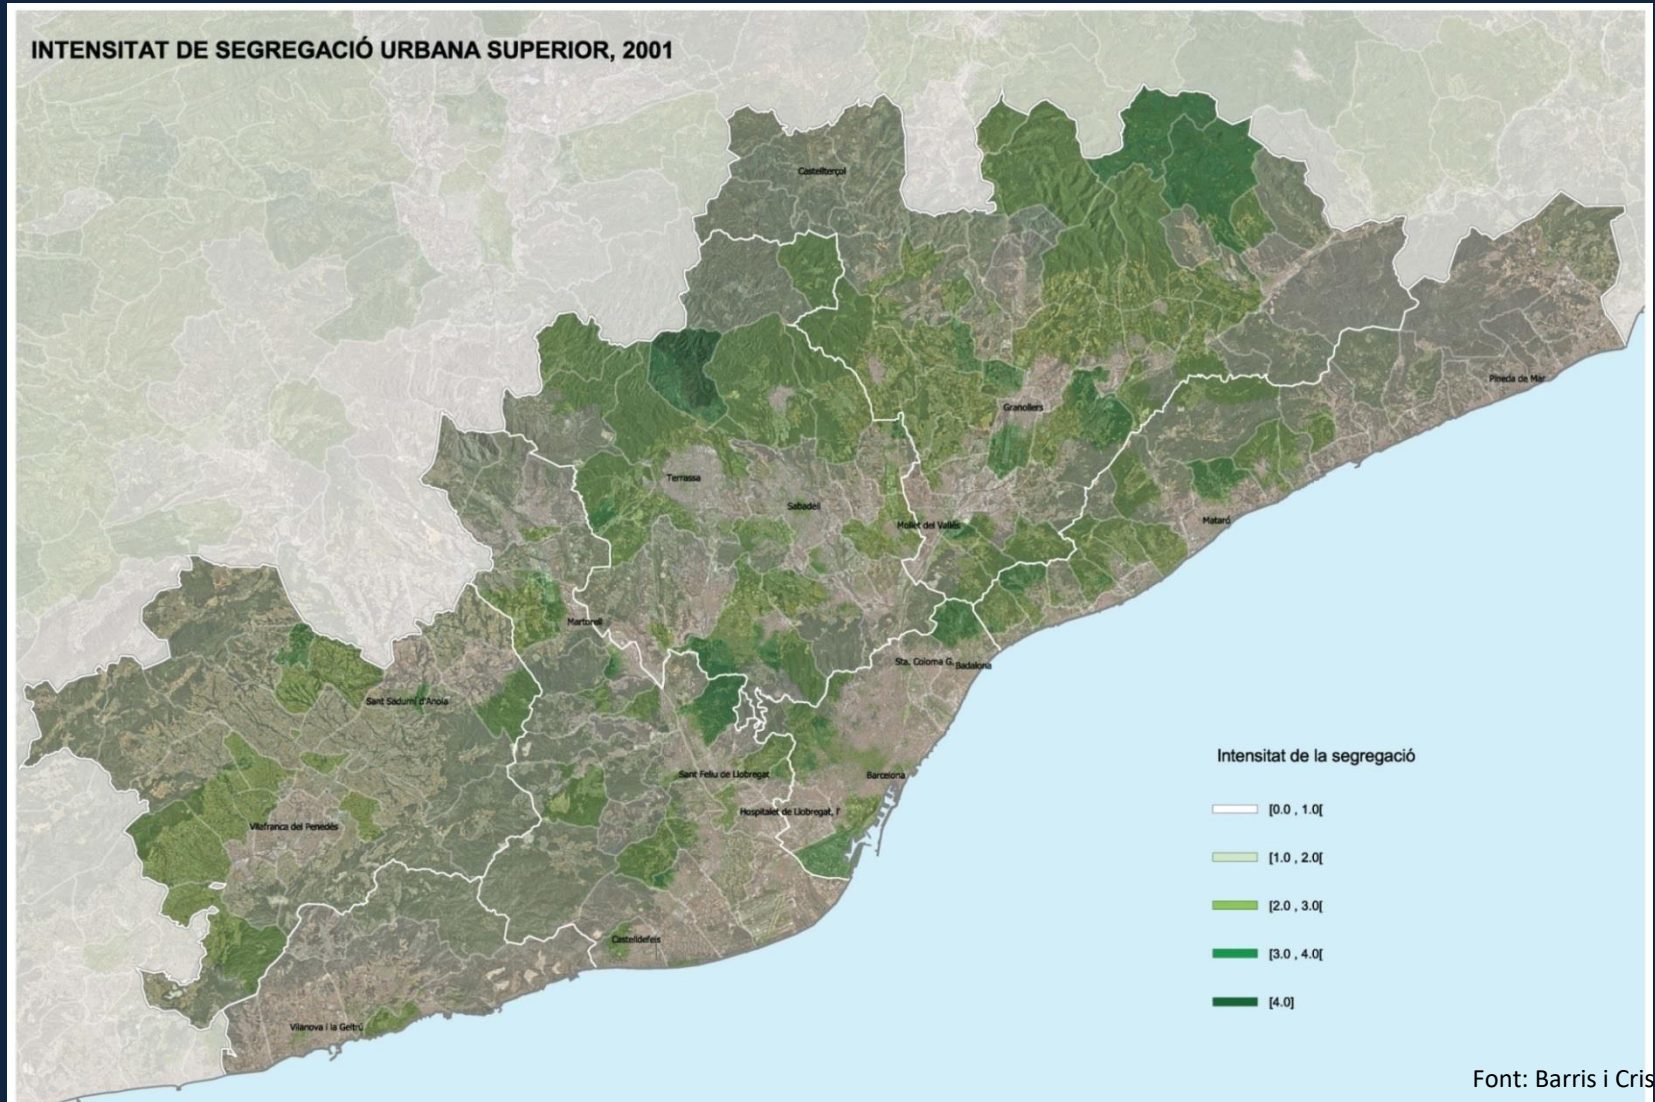 INTENSITAT DE SEGREGACIÓ URBANA SUPERIOR, 2001
Castellterçol
Pineda de Mar
Granollers
Terrassa
Sabadell
Mollet del Vallès
Mataró
Martorell
Sta. Coloma G.
Badalona
Sant Sadurní d'Anoia
Sant Feliu de Llobregat
Barcelona
Hospitalet de Llobregat, l'
Vilafranca del Penedès
Castelldefels
Vilanova i la Geltrú
Intensitat de la segregació
[0.0 , 1.0[
[1.0 , 2.0[
[2.0 , 3.0[
[3.0 , 4.0[
[4.0]
Font: Barris i Cris